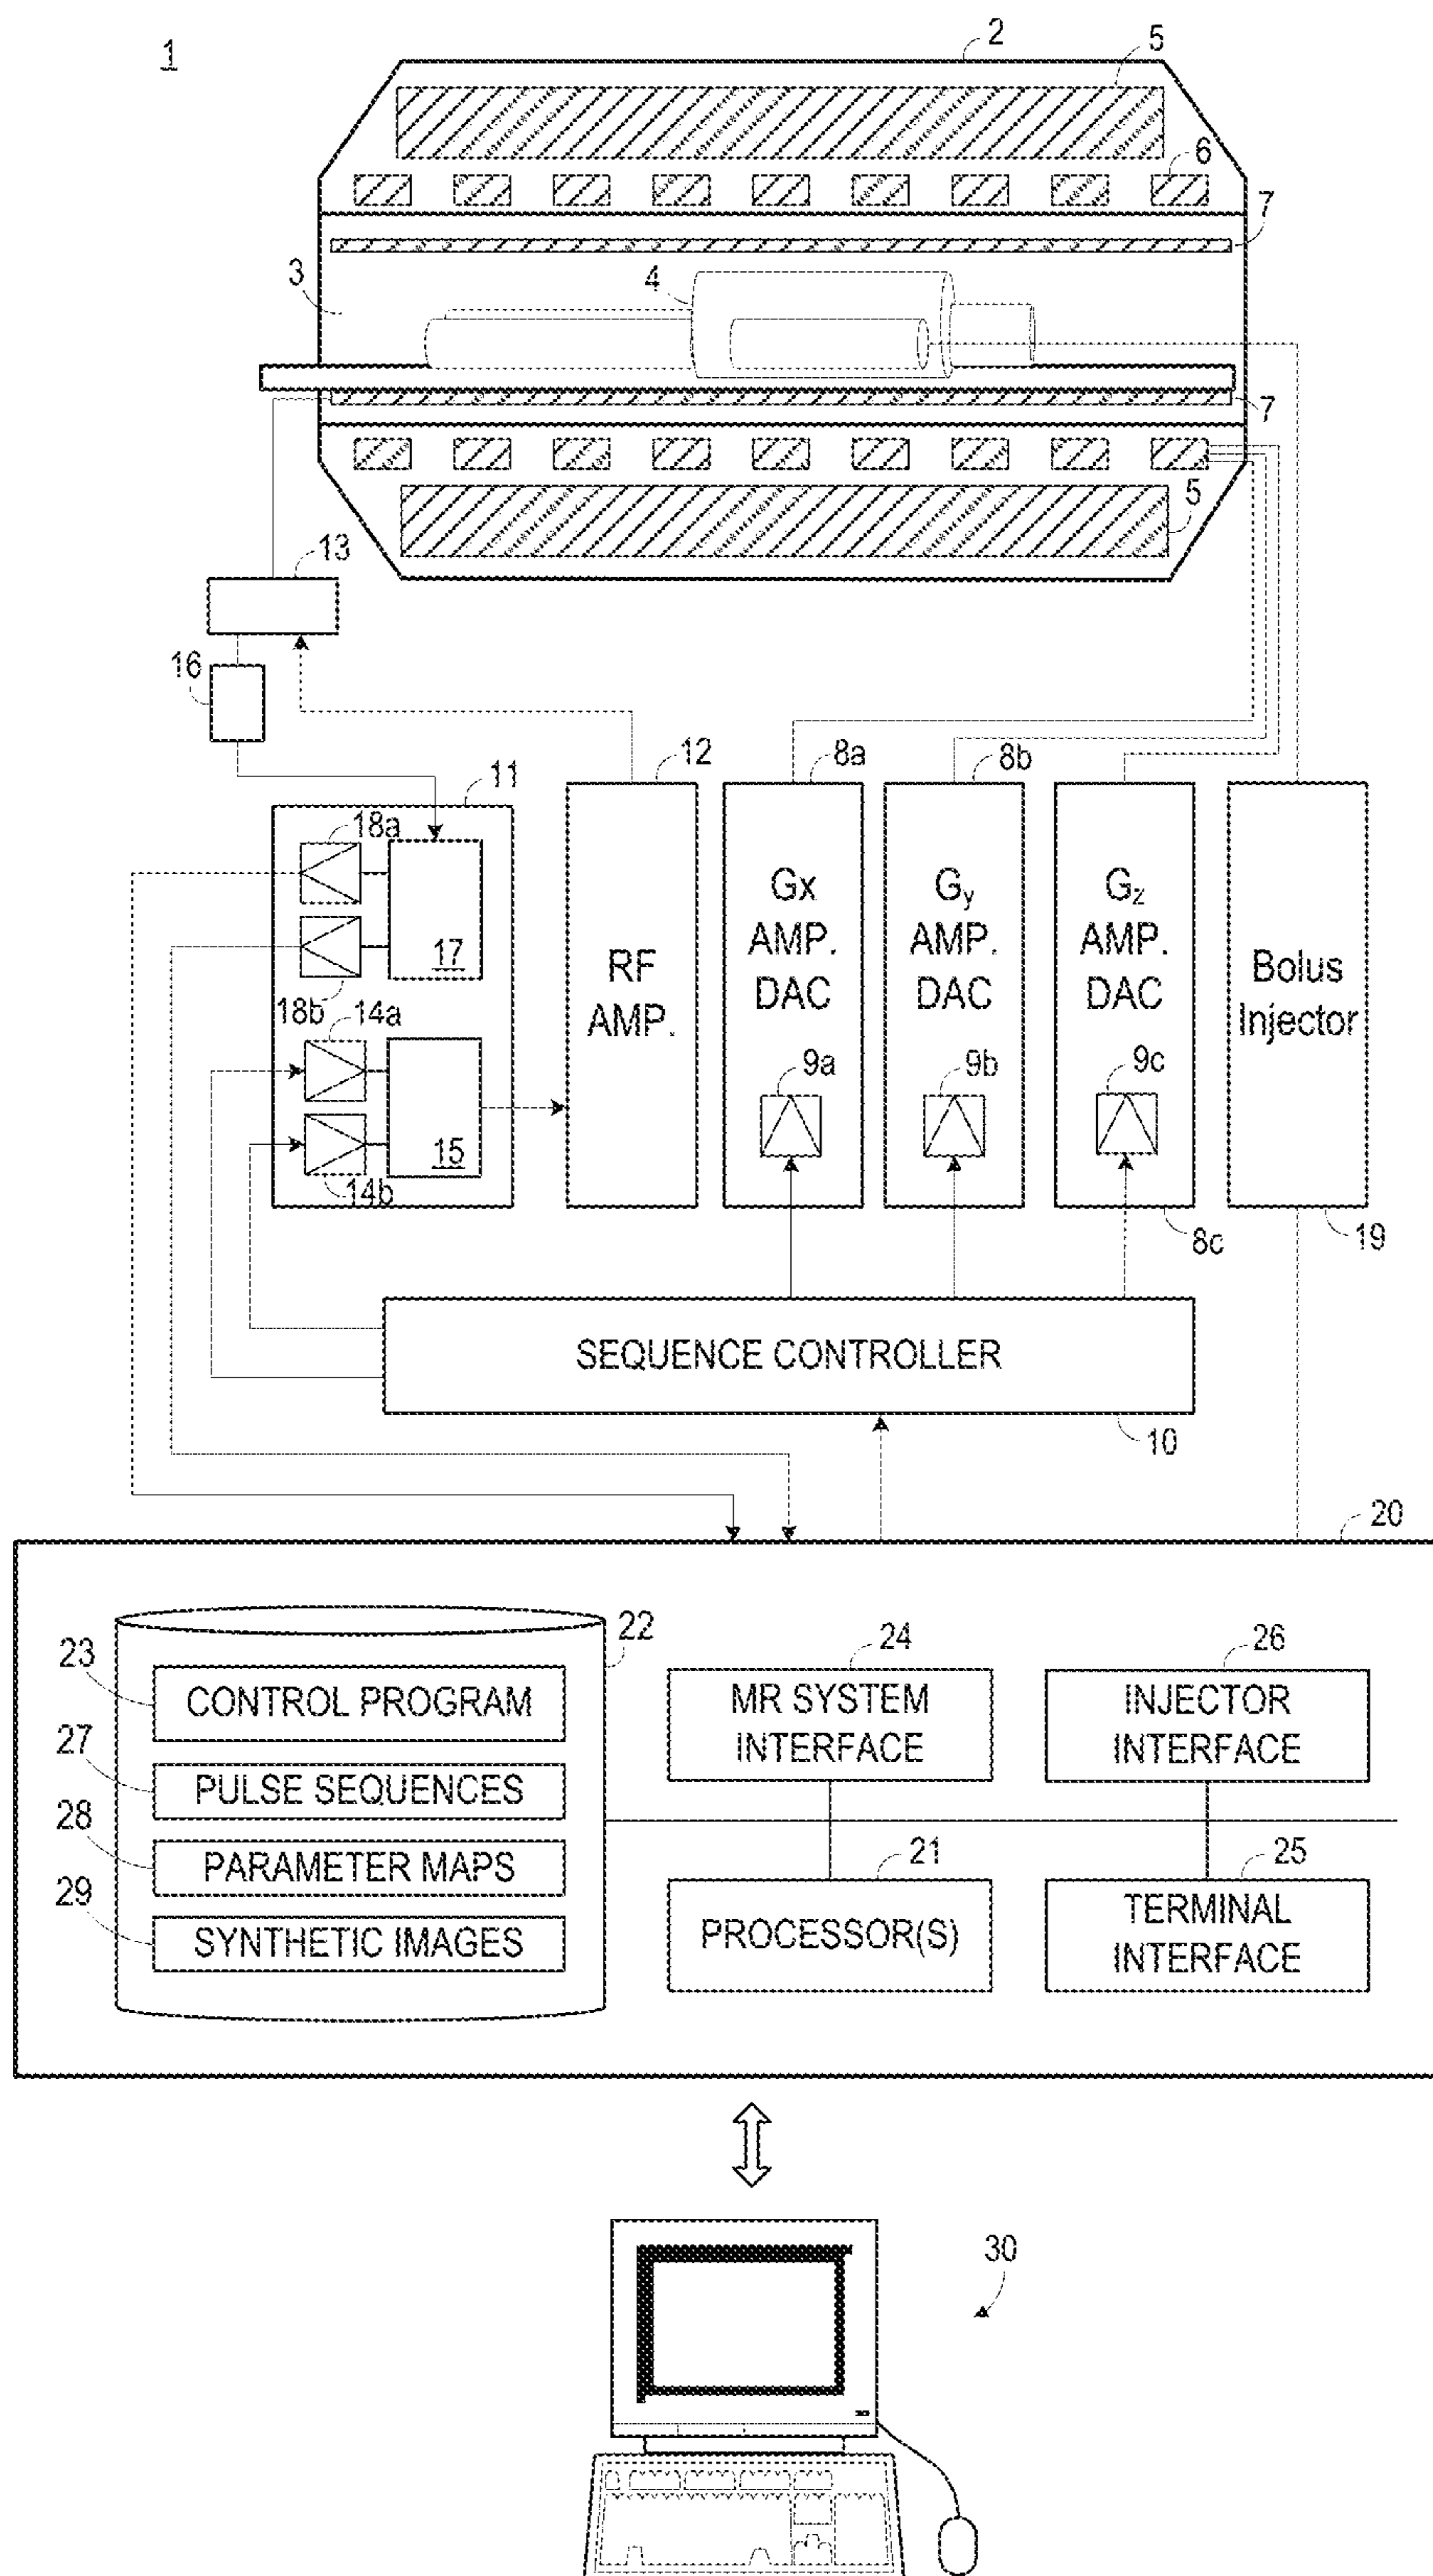 1
2
5
6
7
3
4
7
5
13
16
12
8a
8b
11
18a
Gx
AMP.
DAC
Gy
AMP.
DAC
Gz
AMP.
DAC
RF
AMP.
Bolus
Injector
17
18b
14a
9a
9b
9c
15
14b
8c
19
SEQUENCE CONTROLLER
10
20
22
23
CONTROL PROGRAM
27
PULSE SEQUENCES
28
PARAMETER MAPS
29
SYNTHETIC IMAGES
24
MR SYSTEM
INTERFACE
26
INJECTOR
INTERFACE
21
PROCESSOR(S)
25
TERMINAL
INTERFACE
30